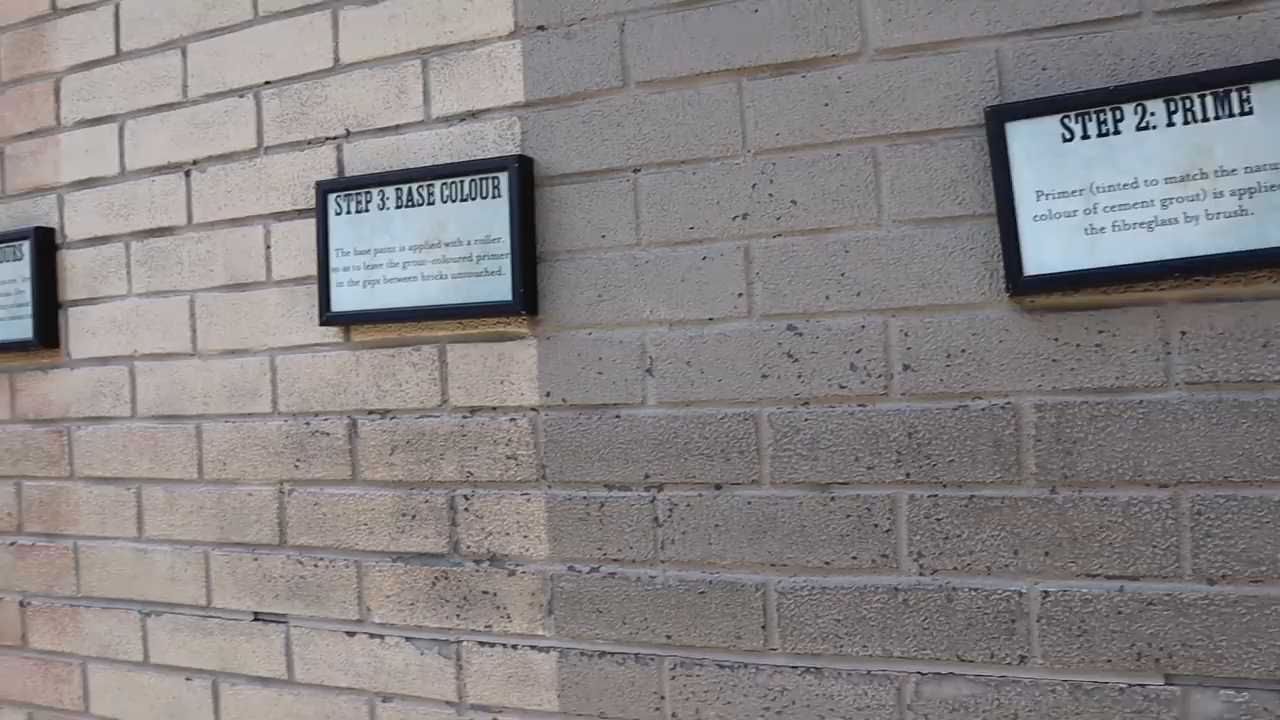 STEP 3: BASE COLOUR
The base paint is applied with a roller,
so as to leave the grout-coloured primer
in the gaps between bricks untouched.
STEP 2: PRIME
Primer (tinted to match the
colour of cement grout) is
the fibreglass by brush.